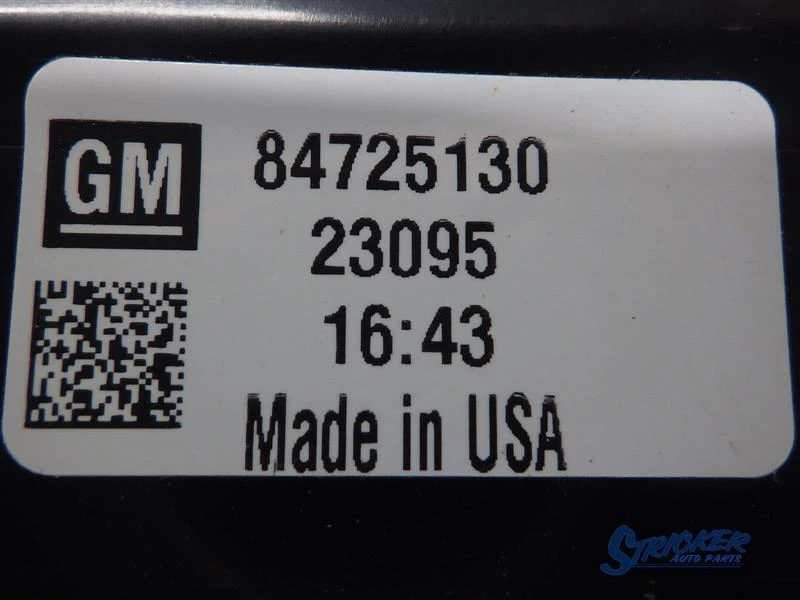 GM
84725130
23095
16:43
Made in USA
STRICKER
AUTO PARTS